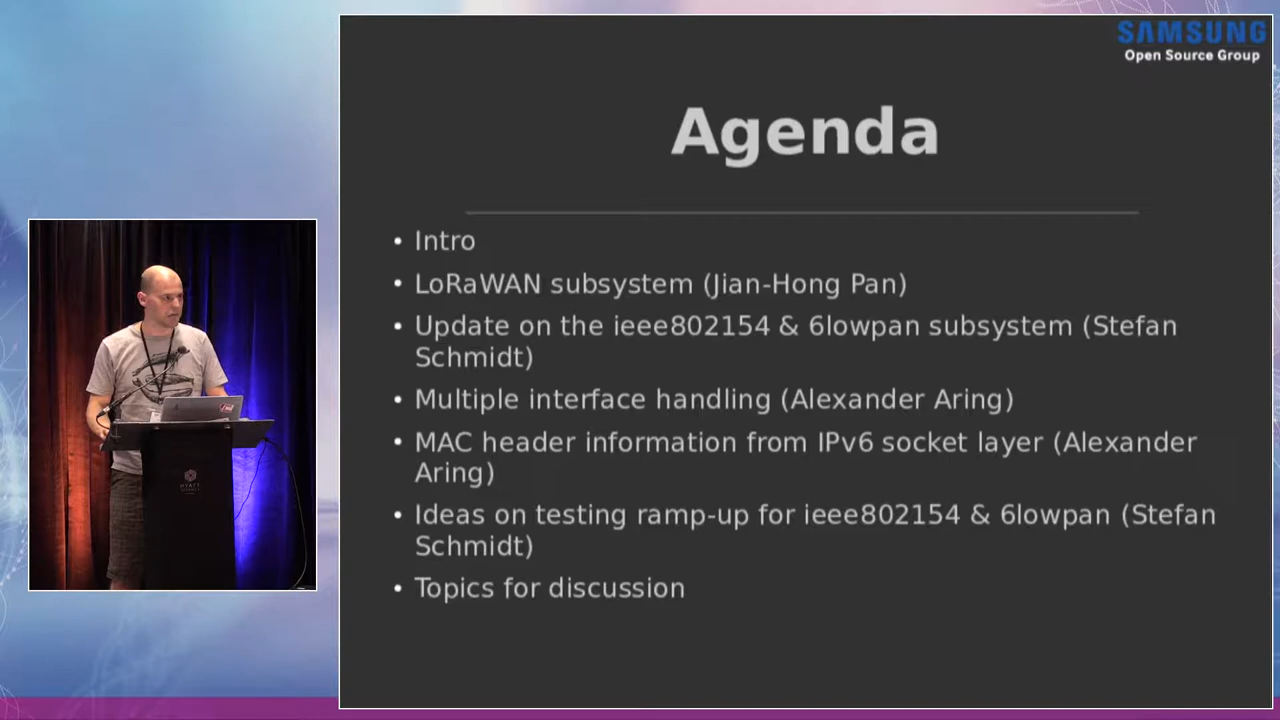 SAMSUNG
Open Source Group
Agenda
• Intro
• LoRaWAN subsystem (Jian-Hong Pan)
• Update on the ieee802154 & 6lowpan subsystem (Stefan
Schmidt)
• Multiple interface handling (Alexander Aring)
• MAC header information from IPv6 socket layer (Alexander
Aring)
• Ideas on testing ramp-up for ieee802154 & 6lowpan (Stefan
Schmidt)
• Topics for discussion
HYATT